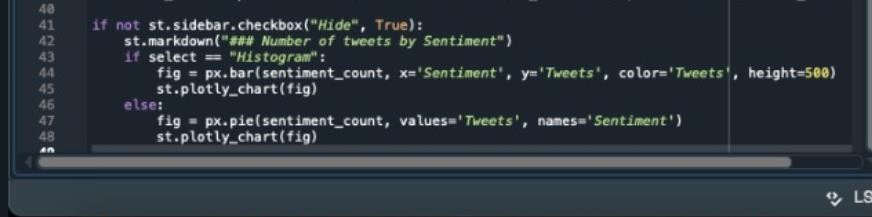 40
41 if not st.sidebar.checkbox("Hide", True):
42 st.markdown("### Number of tweets by Sentiment")
43 if select == "Histogram":
44 fig = px.bar(sentiment_count, x='Sentiment', y='Tweets', color='Tweets', height=500)
45 st.plotly_chart(fig)
46 else:
47 fig = px.pie(sentiment_count, values='Tweets', names='Sentiment')
48 st.plotly_chart(fig)
49
LS